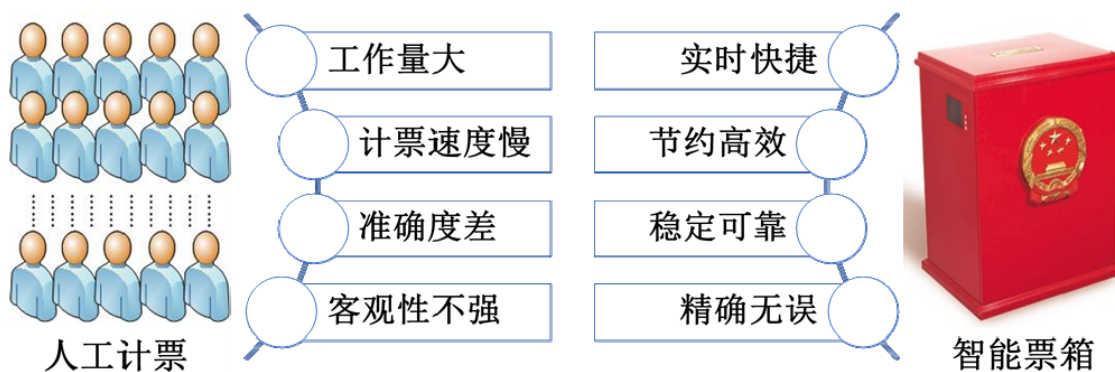 工作量大
计票速度慢
准确度差
客观性不强
人工计票
实时快捷
节约高效
稳定可靠
精确无误
智能票箱